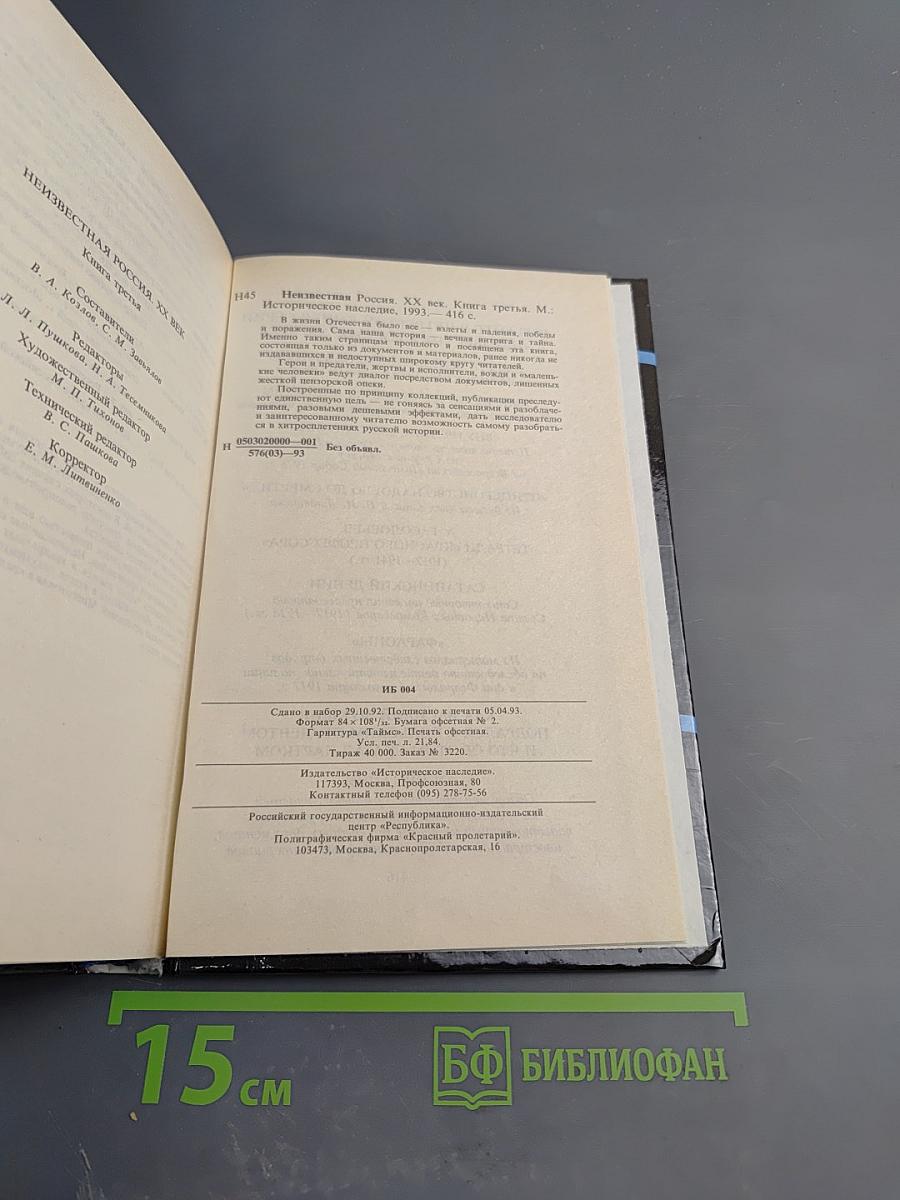 НЕИЗВЕСТНАЯ РОССИЯ. XX ВЕК
Книга третья
Составители
В. А. Козлов, С. М. Завьялов
Редакторы
Л. Л. Пушкова, Н. А. Тесемникова
Художественный редактор
М. П. Тихонов
Технический редактор
В. С. Пашкова
Корректор
Е. М. Литвиненко
Н45 Неизвестная Россия. XX век. Книга третья. М.:
Историческое наследие, 1993.— 416 с.
В жизни Отечества было все — взлеты и падения, победы
и поражения. Сама наша история — вечная интрига и тайна.
Именно таким страницам прошлого и посвящена эта книга,
состоящая только из документов и материалов, ранее никогда не
издававшихся и недоступных широкому кругу читателей.
Герои и предатели, жертвы и исполнители, вожди и «малень-
кие человеки» ведут диалог посредством документов, лишенных
жесткой цензорской опеки.
Построенные по принципу коллекций, публикации преследу-
ют единственную цель — не гоняясь за сенсациями и разоблаче-
ниями, разовыми дешевыми эффектами, дать исследователю
и заинтересованному читателю возможность самому разобрать-
ся в хитросплетениях русской истории.
Н 0503020000—001
576(03)—93 Без объявл.
ИБ 004
Сдано в набор 29.10.92. Подписано к печати 05.04.93.
Формат 84 × 108¹/₃₂. Бумага офсетная № 2.
Гарнитура «Таймс». Печать офсетная.
Усл. печ. л. 21,84.
Тираж 40 000. Заказ № 3220.
Издательство «Историческое наследие».
117393, Москва, Профсоюзная, 80
Контактный телефон (095) 278-75-56
Российский государственный информационно-издательский
центр «Республика».
Полиграфическая фирма «Красный пролетарий».
103473, Москва, Краснопролетарская, 16
15 см
БФ БИБЛИОФАН